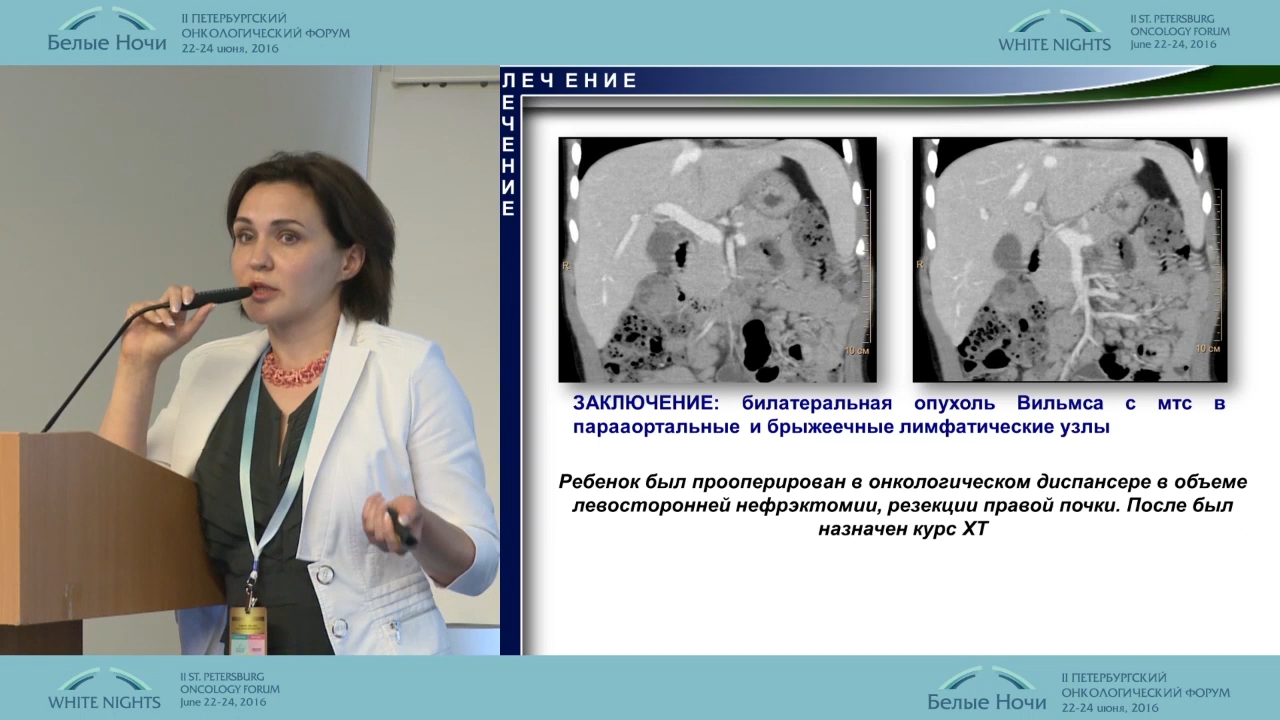 Белые Ночи
II ПЕТЕРБУРГСКИЙ
ОНКОЛОГИЧЕСКИЙ ФОРУМ
22-24 июня, 2016
WHITE NIGHTS
II ST. PETERSBURG
ONCOLOGY FORUM
June 22-24, 2016
ЛЕЧЕНИЕ
Е
Ч
Е
Н
И
Е
R
10 см
R
10 см
ЗАКЛЮЧЕНИЕ: билатеральная опухоль Вильмса с мтс в
парааортальные и брыжеечные лимфатические узлы
Ребенок был прооперирован в онкологическом диспансере в объеме
левосторонней нефрэктомии, резекции правой почки. После был
назначен курс ХТ
WHITE NIGHTS
II ST. PETERSBURG
ONCOLOGY FORUM
June 22-24, 2016
Белые Ночи
II ПЕТЕРБУРГСКИЙ
ОНКОЛОГИЧЕСКИЙ ФОРУМ
22-24 июня, 2016